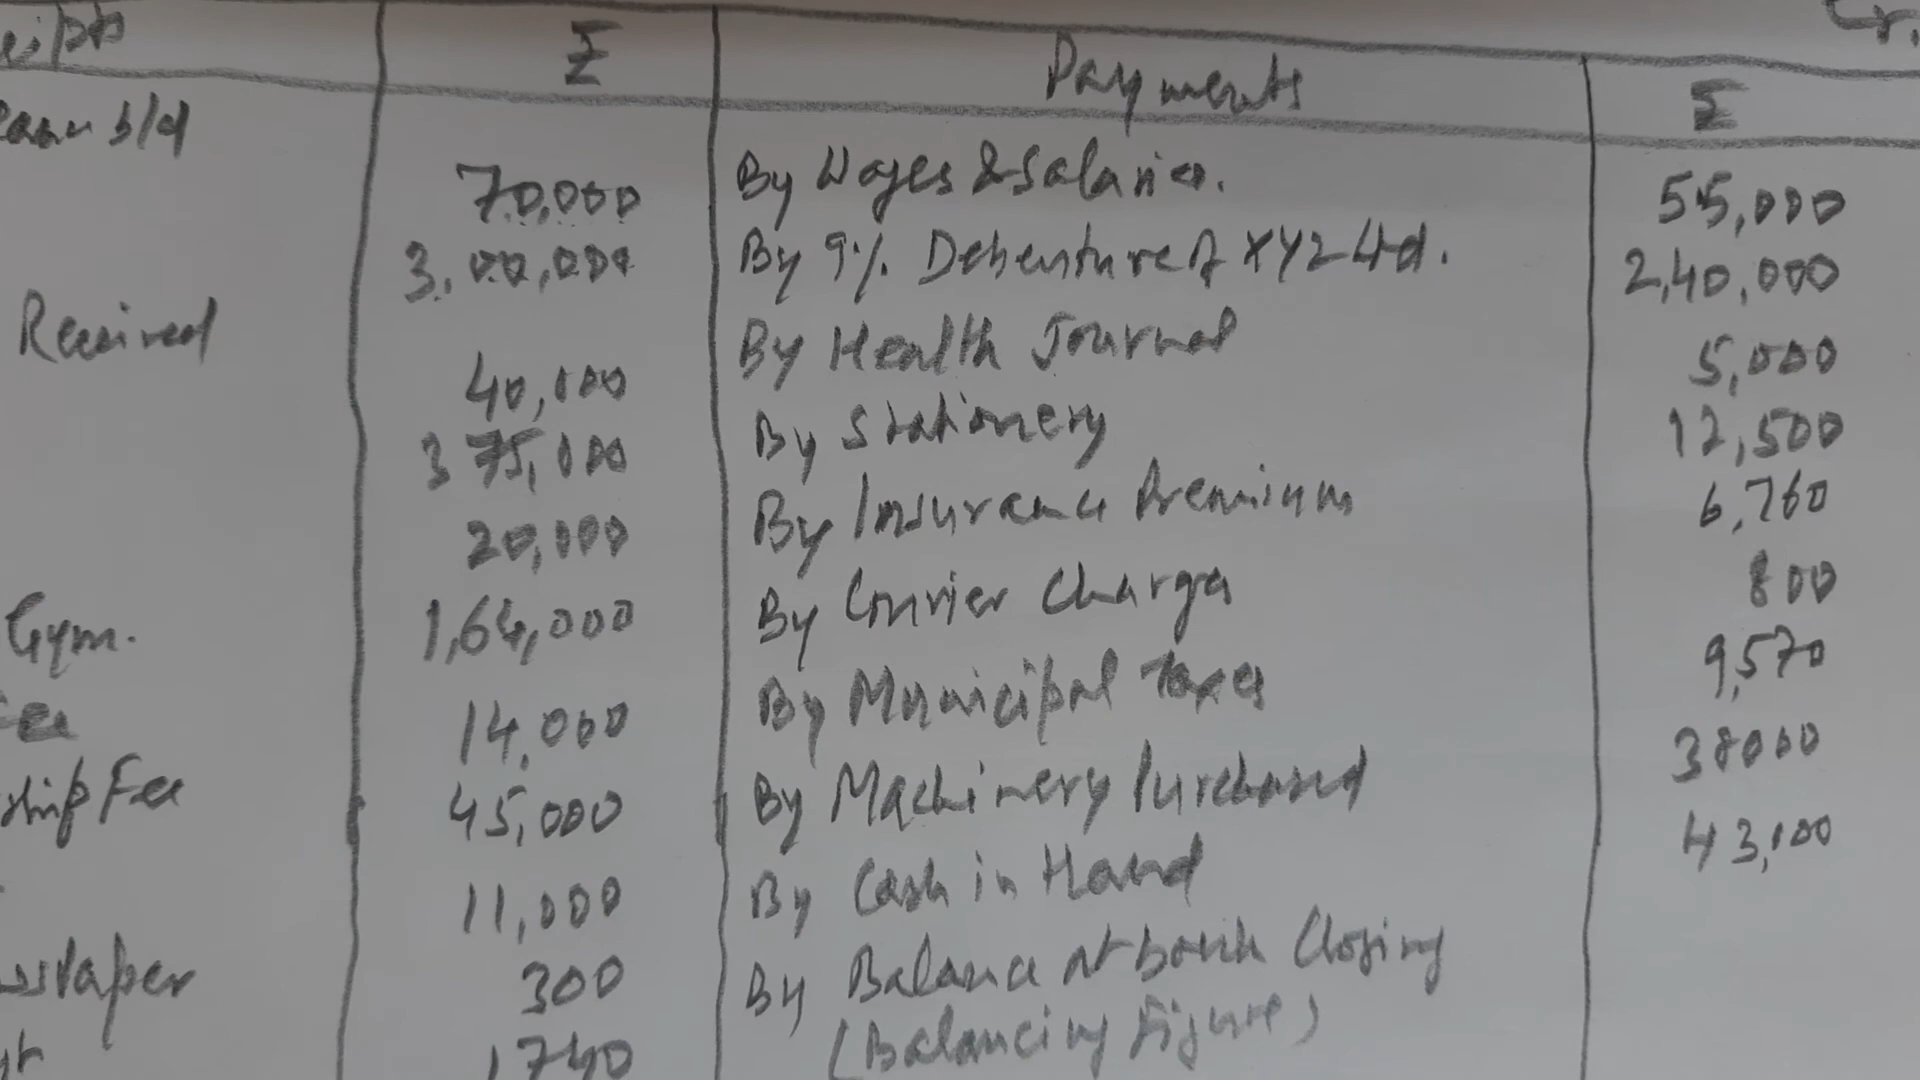 ₹ Payments ₹ Cr.
b/d
70,000 By Wages & Salaries. 55,000
3,00,000 By 9% Debenture of XYZ Ltd. 2,40,000
Received
40,000 By Health Journal 5,000
3 75,000 By Stationery 12,500
20,000 By Insurance Premium 6,760
Gym. 1,64,000 By Courier Charges 800
14,000 By Municipal Taxes 9,570
ship Fee 45,000 By Machinery Purchased 38000
11,000 By Cash in Hand 43,000
300 By Balance at bank Closing
1740 (Balancing Figure)